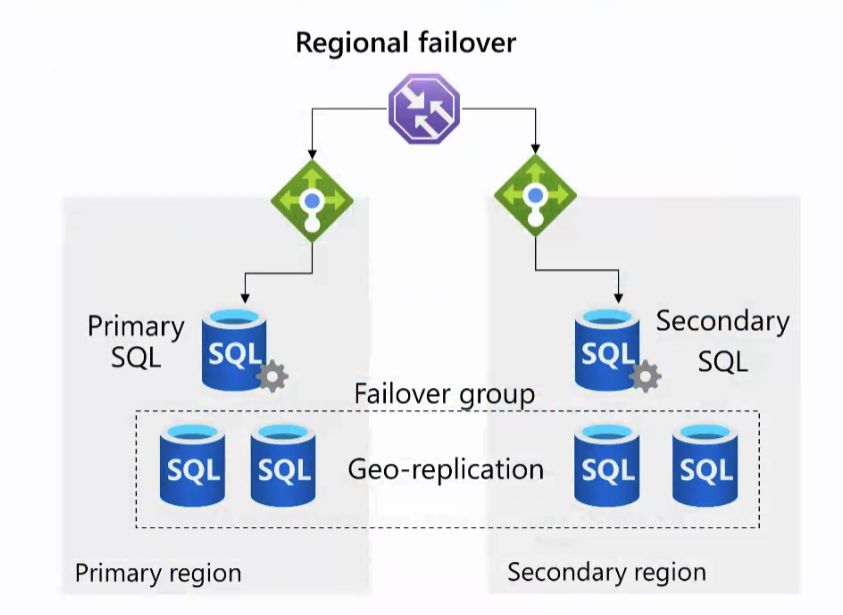 Regional failover
Primary
SQL
SQL
SQL
Secondary
SQL
Failover group
SQL
SQL
Geo-replication
SQL
SQL
Primary region
Secondary region